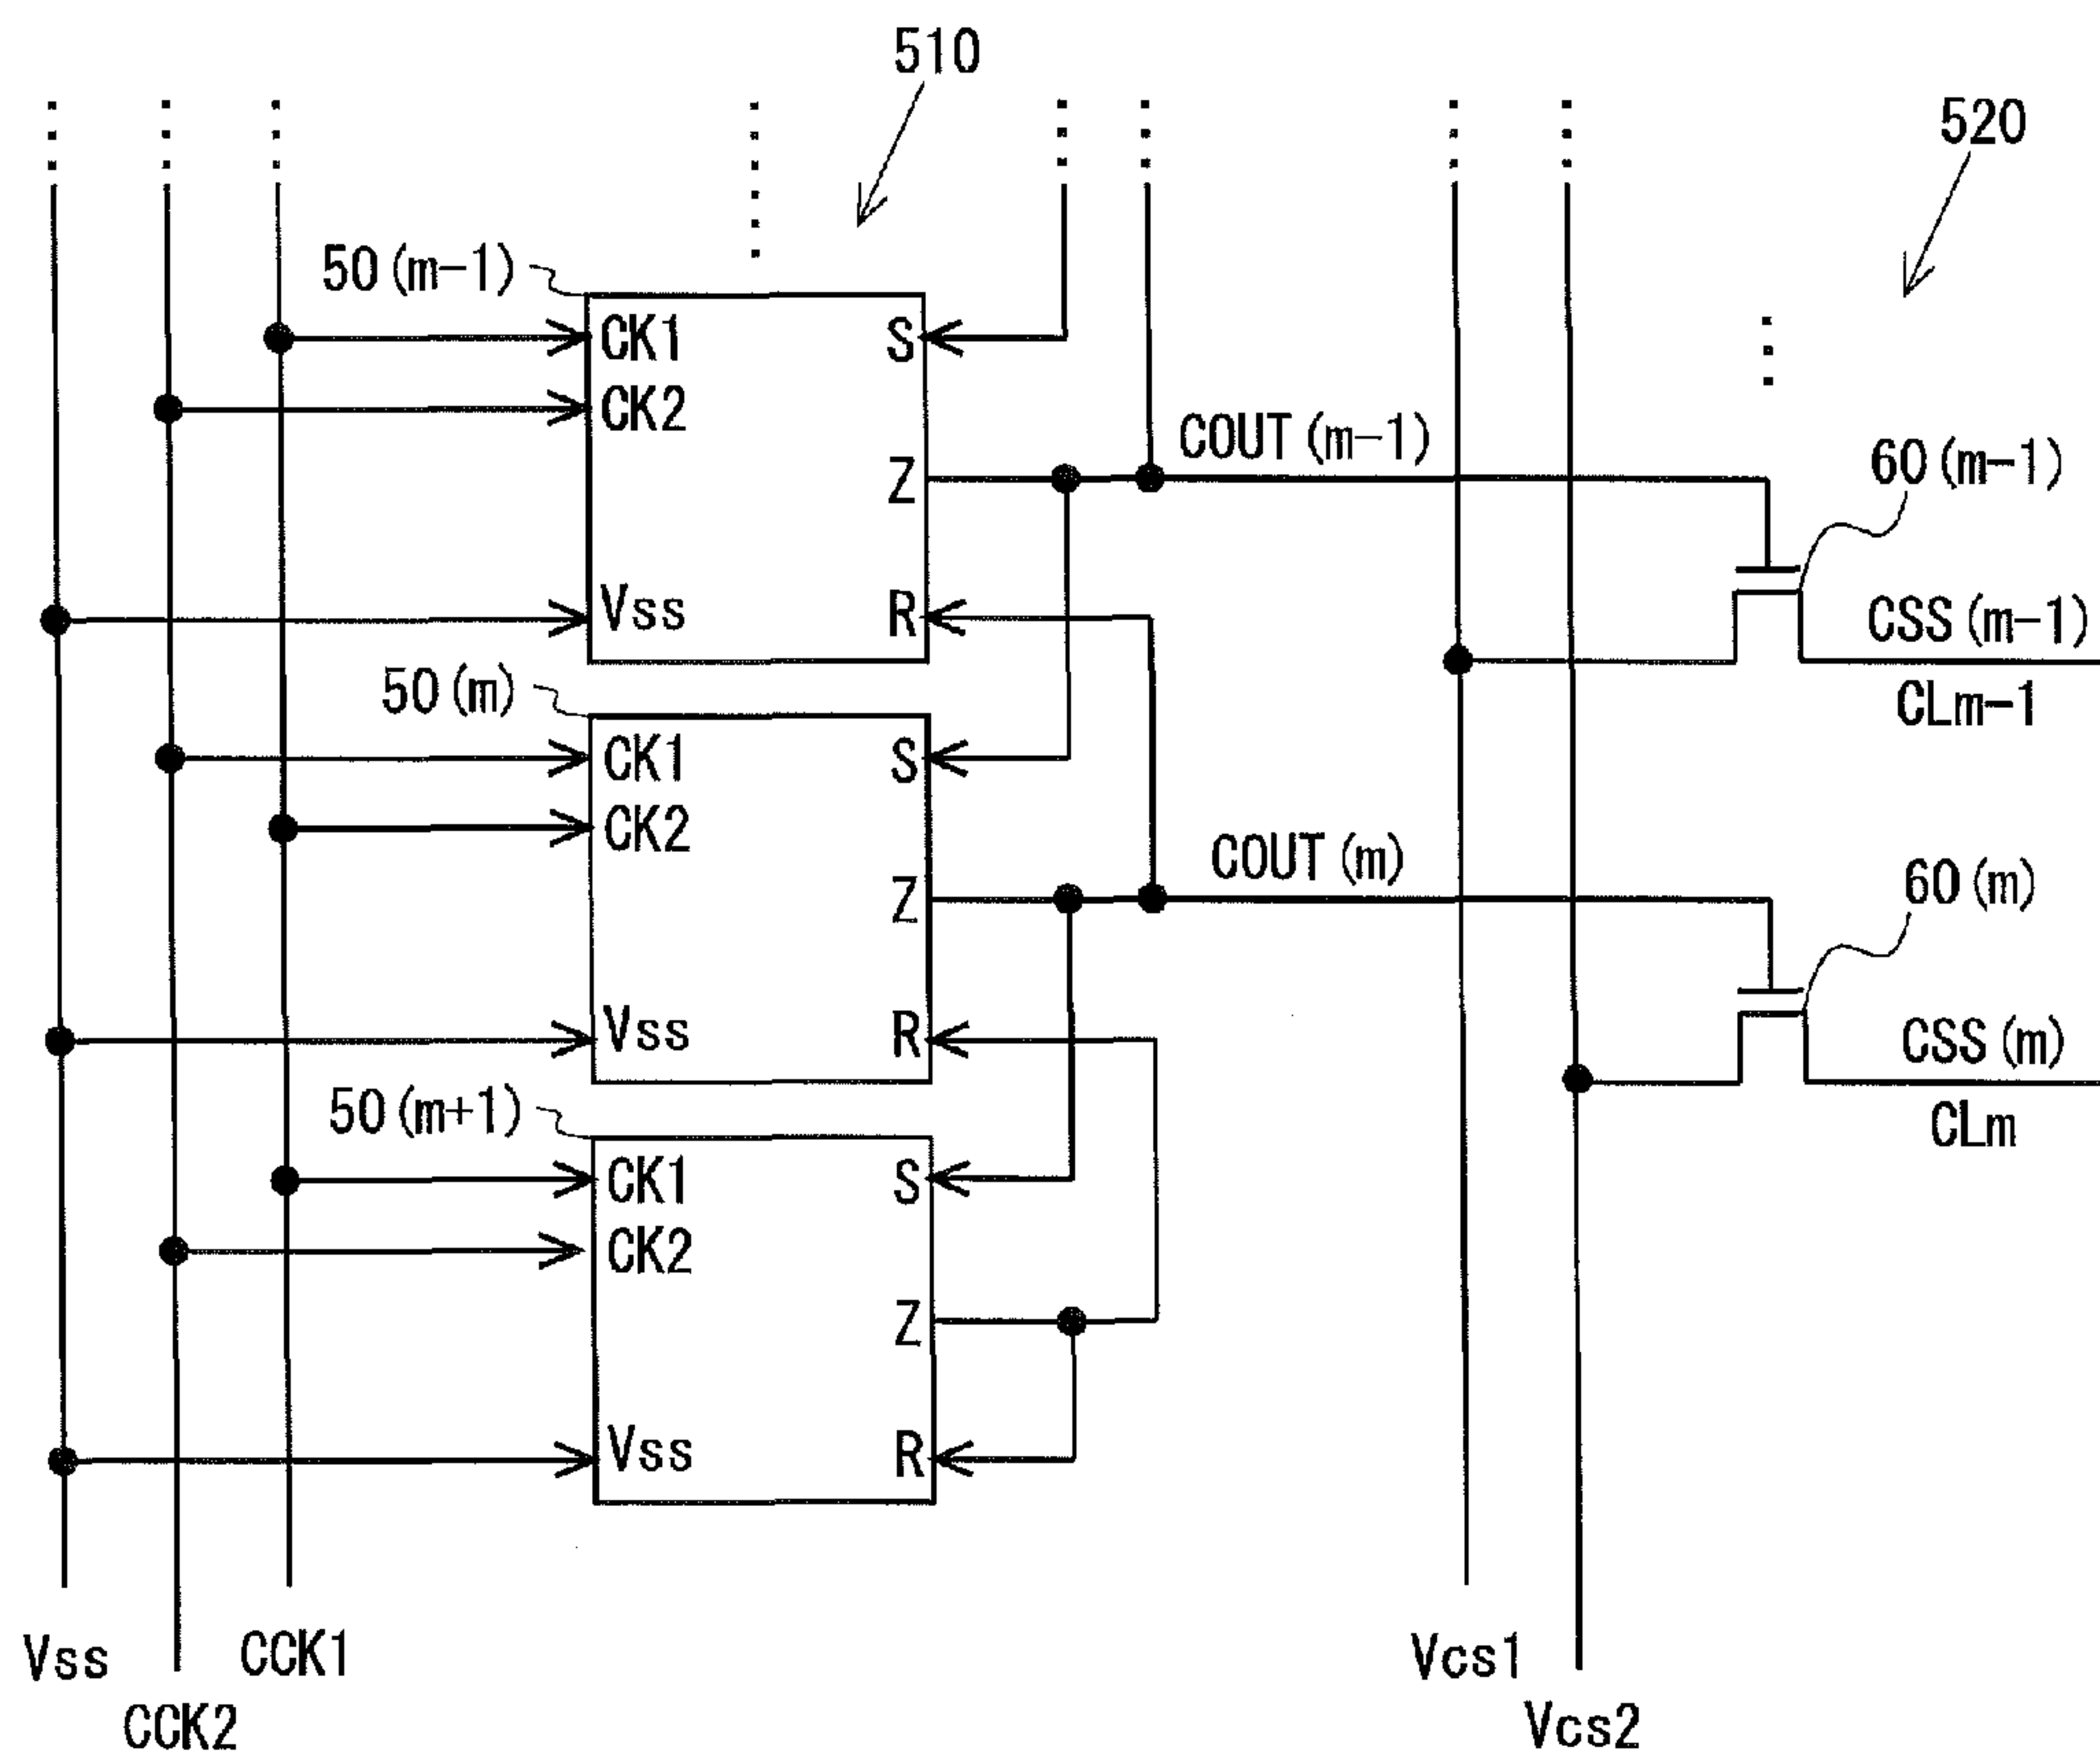 510
520
50(m-1)
CK1
S
CK2
COUT(m-1)
Z
60(m-1)
Vss
R
CSS(m-1)
CLm-1
50(m)
CK1
S
CK2
COUT(m)
Z
60(m)
Vss
R
CSS(m)
CLm
50(m+1)
CK1
S
CK2
Z
Vss
R
Vss
CCK1
Vcs1
CCK2
Vcs2